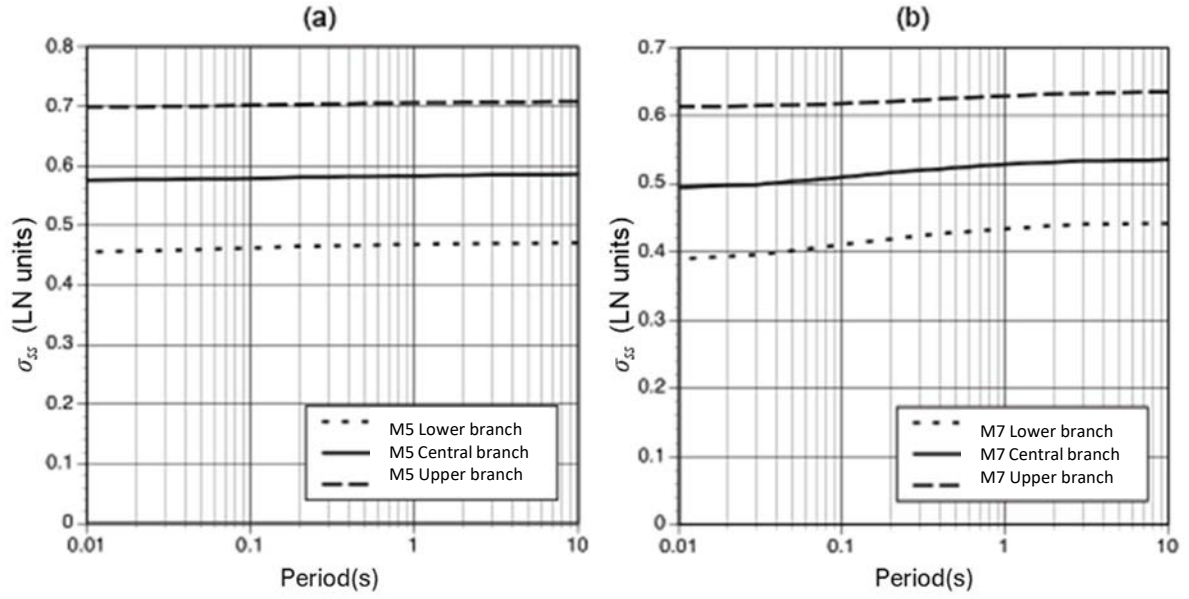 (a)
0.8
0.7
0.6
0.5
0.4
0.3
0.2
0.1
0
σss (LN units)
M5 Lower branch
M5 Central branch
M5 Upper branch
0.01 0.1 1 10
Period(s)
(b)
0.7
0.6
0.5
0.4
0.3
0.2
0.1
0
σss (LN units)
M7 Lower branch
M7 Central branch
M7 Upper branch
0.01 0.1 1 10
Period(s)